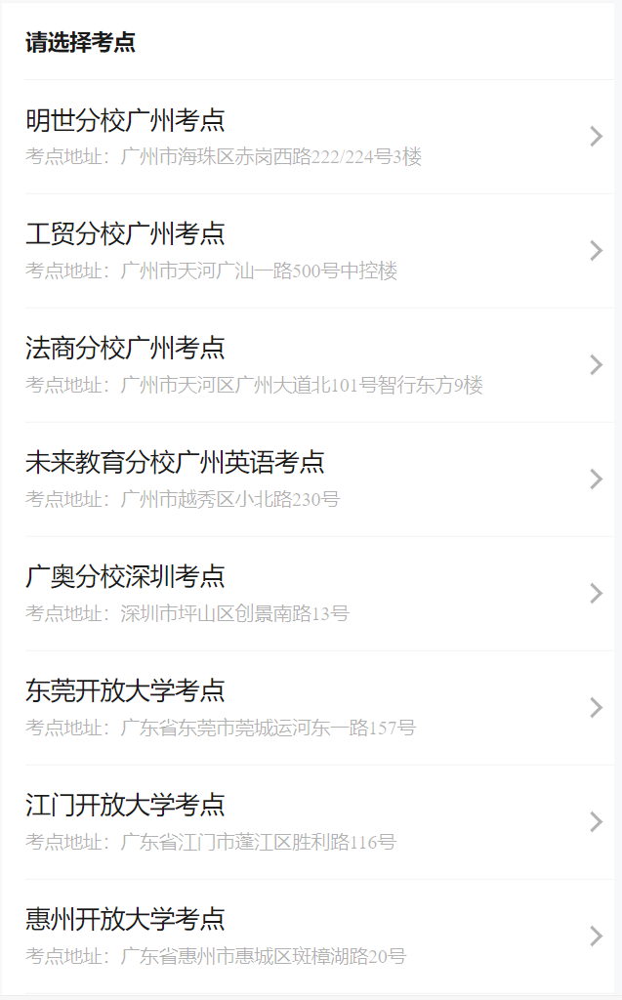 请选择考点
明世分校广州考点
考点地址：广州市海珠区赤岗西路222/224号3楼
工贸分校广州考点
考点地址：广州市天河广汕一路500号中控楼
法商分校广州考点
考点地址：广州市天河区广州大道北101号智行东方9楼
未来教育分校广州英语考点
考点地址：广州市越秀区小北路230号
广奥分校深圳考点
考点地址：深圳市坪山区创景南路13号
东莞开放大学考点
考点地址：广东省东莞市莞城运河东一路157号
江门开放大学考点
考点地址：广东省江门市蓬江区胜利路116号
惠州开放大学考点
考点地址：广东省惠州市惠城区斑樟湖路20号